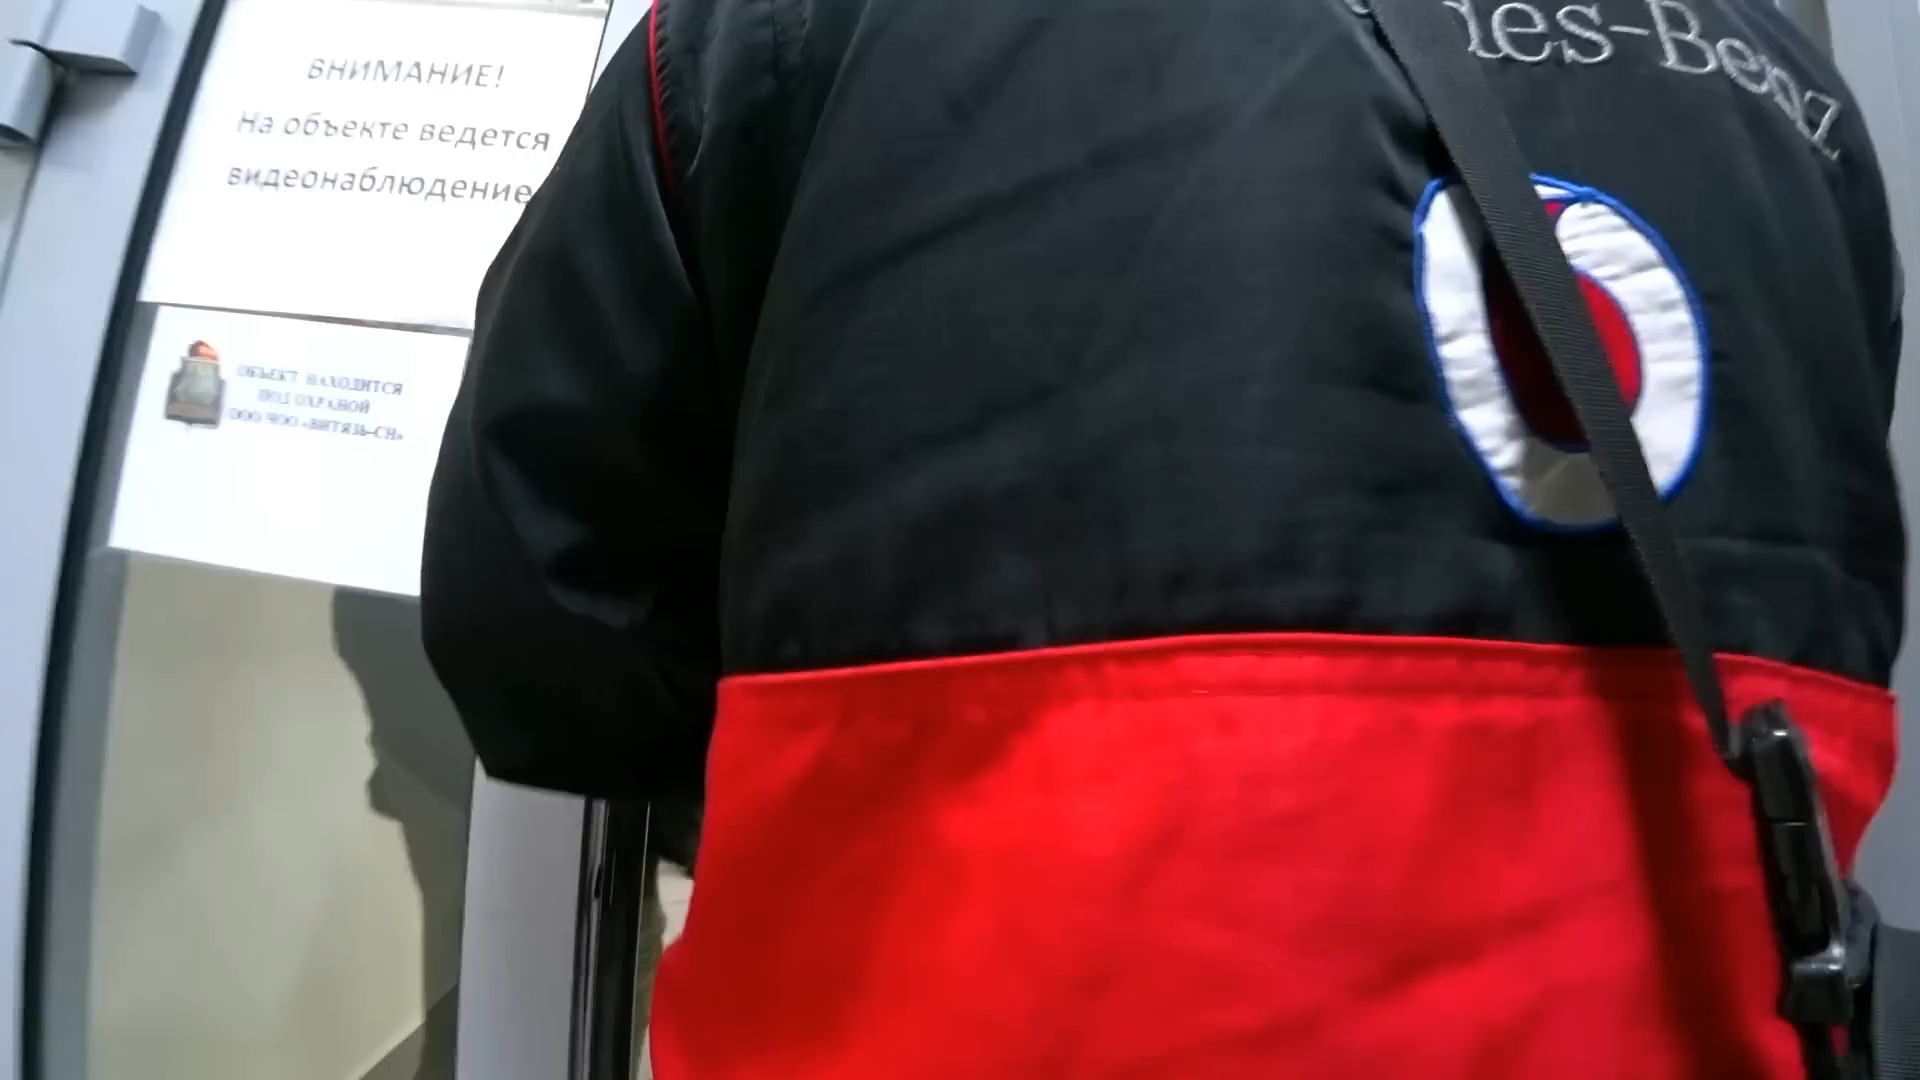 ВНИМАНИЕ!
На объекте ведется
видеонаблюдение
ОБЪЕКТ НАХОДИТСЯ
ПОД ОХРАНОЙ
ООО ЧОО «ВИТЯЗЬ-СН»
des-Benz